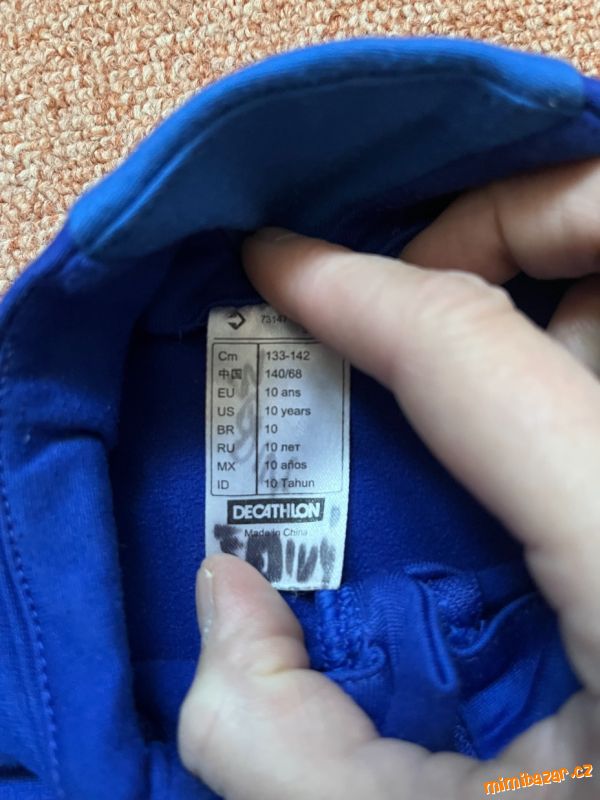 Cm 133-142
中国 140/68
EU 10 ans
US 10 years
BR 10
RU 10 лет
MX 10 años
ID 10 Tahun
DECATHLON
Made in China
mimibazar.cz